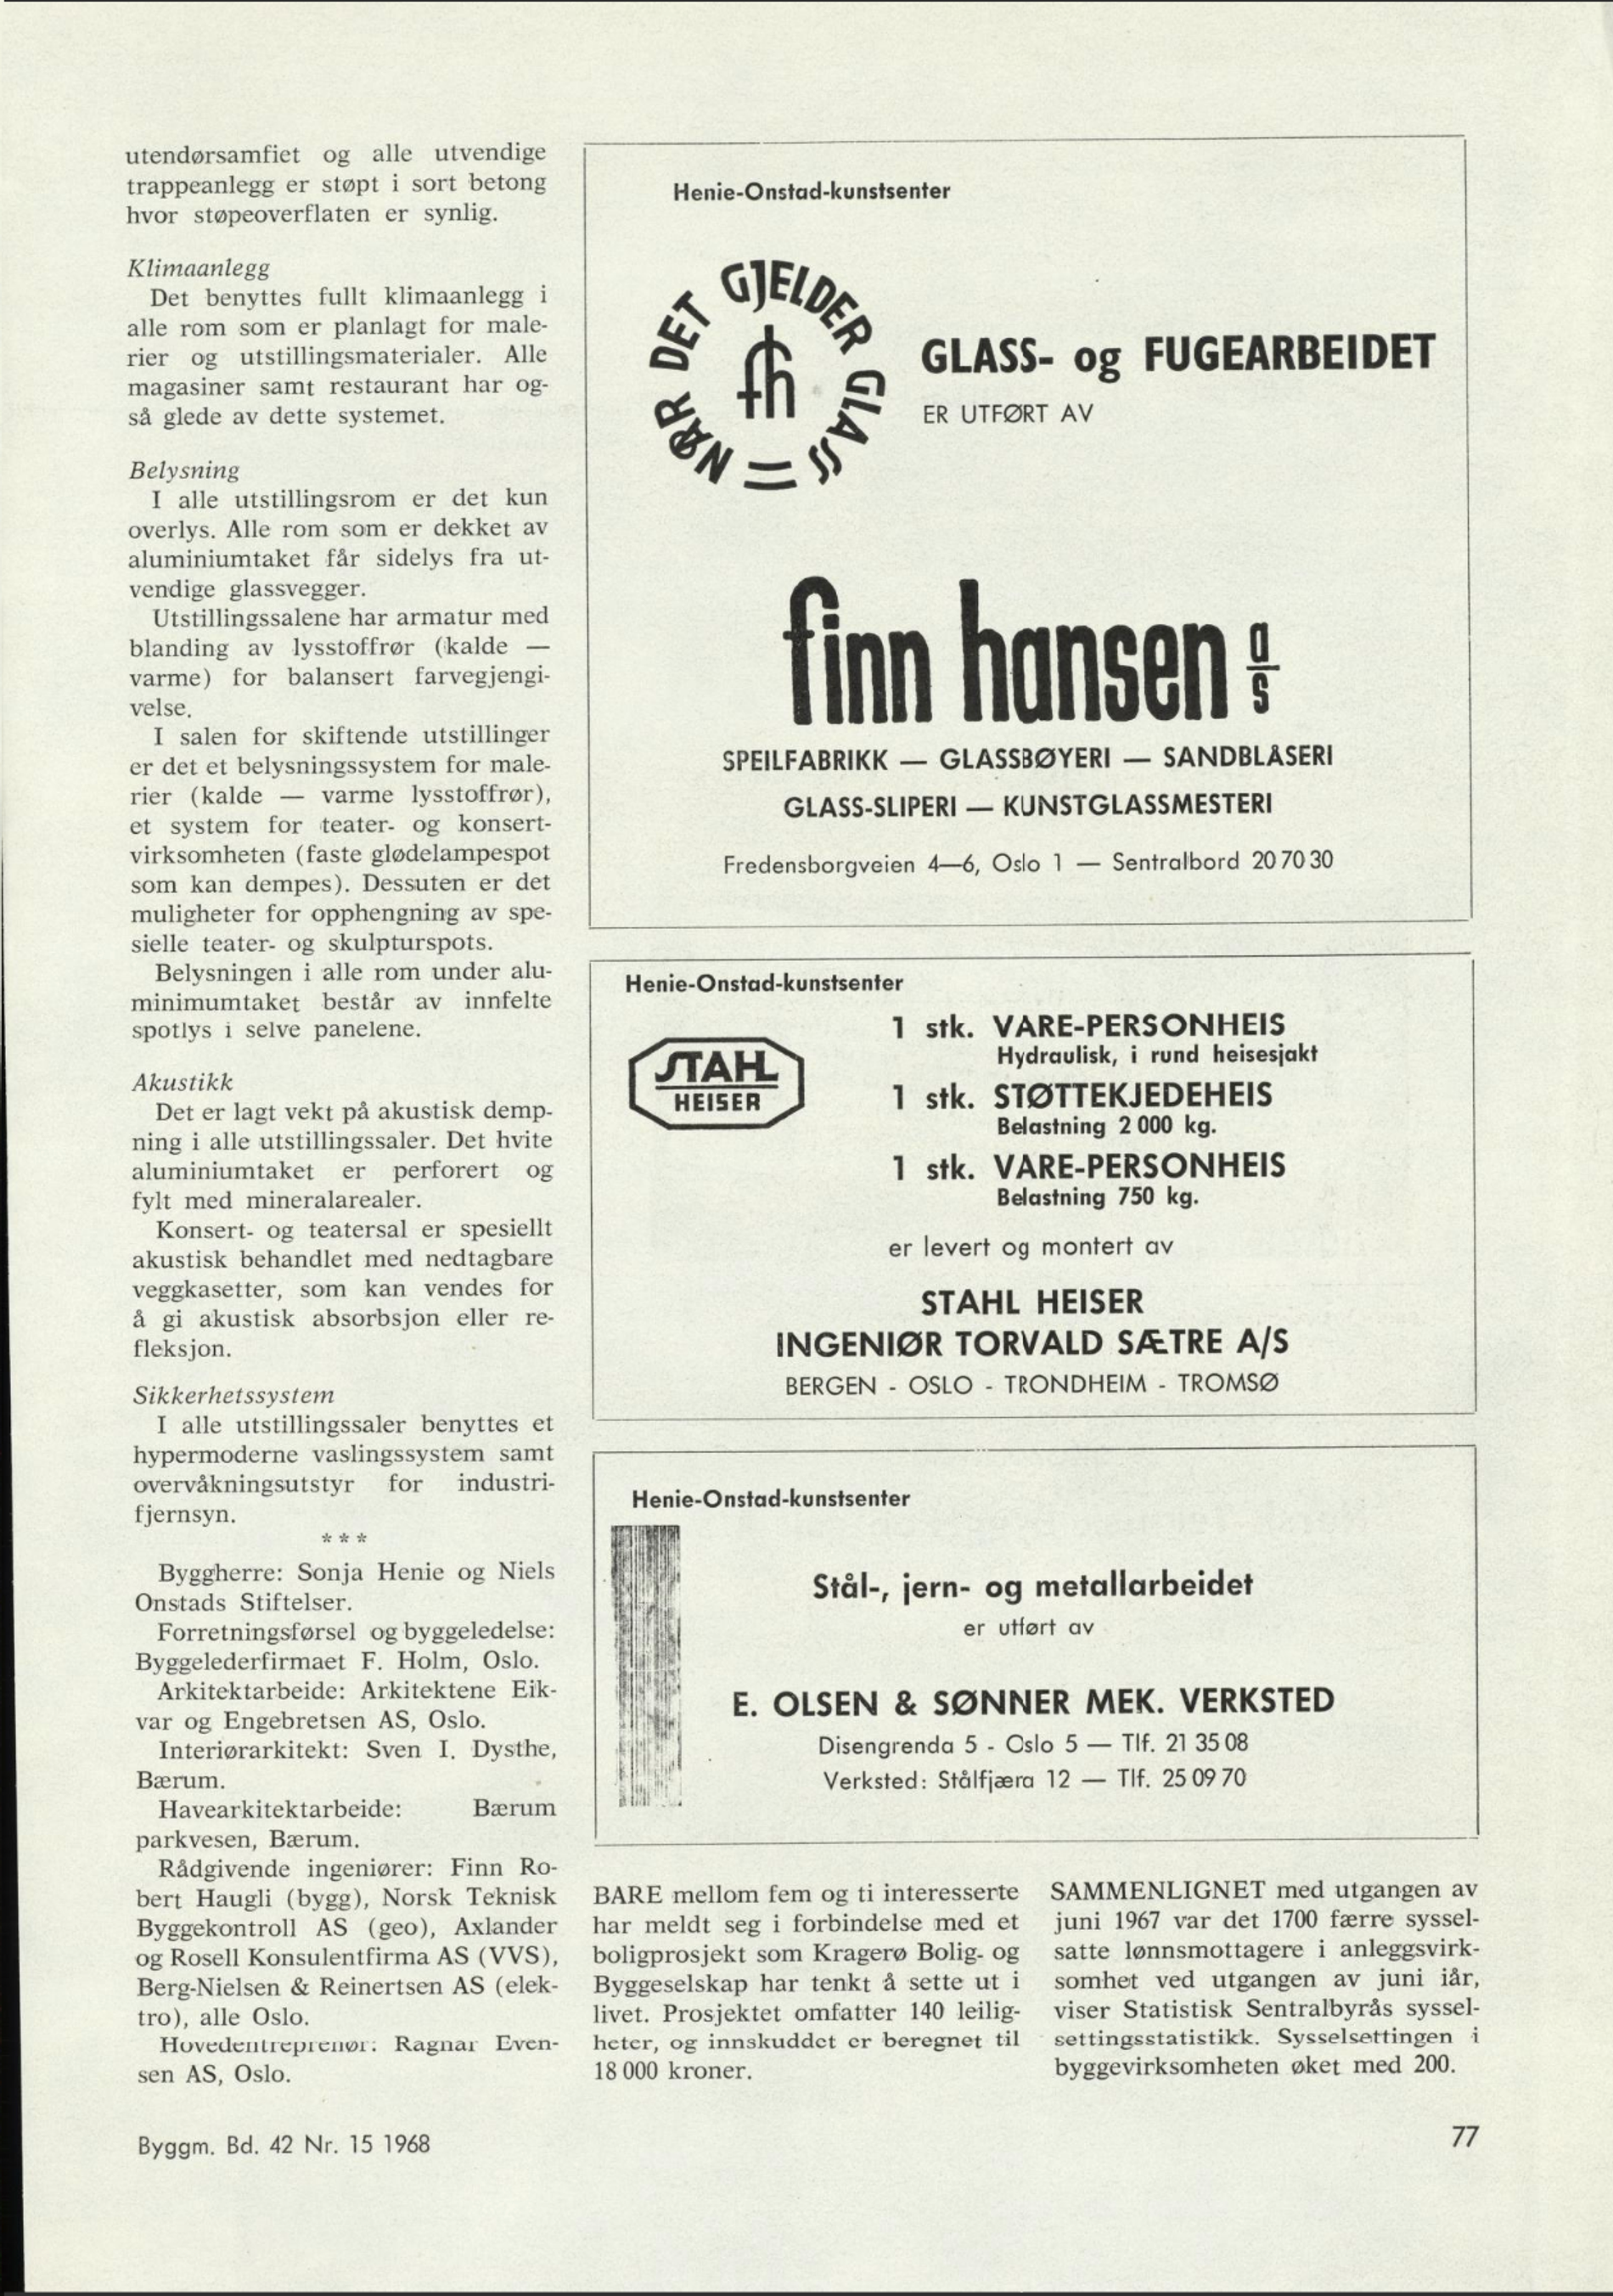 utendørsamfiet og alle utvendige
trappeanlegg er støpt i sort betong
hvor støpeoverflaten er synlig.
Klimaanlegg
Det benyttes fullt klimaanlegg i
alle rom som er planlagt for male-
rier og utstillingsmaterialer. Alle
magasiner samt restaurant har og-
så glede av dette systemet.
Belysning
I alle utstillingsrom er det kun
overlys. Alle rom som er dekket av
aluminiumtaket får sidelys fra ut-
vendige glassvegger.
Utstillingssalene har armatur med
blanding av lysstoffrør (kalde —
varme) for balansert farvegjengi-
velse.
I salen for skiftende utstillinger
er det et belysningssystem for male-
rier (kalde — varme lysstoffrør),
et system for teater- og konsert-
virksomheten (faste glødelampespot
som kan dempes). Dessuten er det
muligheter for opphengning av spe-
sielle teater- og skulpturspots.
Belysningen i alle rom under alu-
minimumtaket består av innfelte
spotlys i selve panelene.
Akustikk
Det er lagt vekt på akustisk demp-
ning i alle utstillingssaler. Det hvite
aluminiumtaket er perforert og
fylt med mineralarealer.
Konsert- og teatersal er spesiellt
akustisk behandlet med nedtagbare
veggkasetter, som kan vendes for
å gi akustisk absorbsjon eller re-
fleksjon.
Sikkerhetssystem
I alle utstillingssaler benyttes et
hypermoderne vaslingssystem samt
overvåkningsutstyr for industri-
fjernsyn.
* * *
Byggherre: Sonja Henie og Niels
Onstads Stiftelser.
Forretningsførsel og byggeledelse:
Byggelederfirmaet F. Holm, Oslo.
Arkitektarbeide: Arkitektene Eik-
var og Engebretsen AS, Oslo.
Interiørarkitekt: Sven I. Dysthe,
Bærum.
Havearkitektarbeide: Bærum
parkvesen, Bærum.
Rådgivende ingeniører: Finn Ro-
bert Haugli (bygg), Norsk Teknisk
Byggekontroll AS (geo), Axlander
og Rosell Konsulentfirma AS (VVS),
Berg-Nielsen & Reinertsen AS (elek-
tro), alle Oslo.
Hovedentreprenør: Ragnar Even-
sen AS, Oslo.
Henie-Onstad-kunstsenter
NÅR DET GJELDER GLASS
fh
GLASS- og FUGEARBEIDET
ER UTFØRT AV
finn hansen a/s
SPEILFABRIKK — GLASSBØYERI — SANDBLÅSERI
GLASS-SLIPERI — KUNSTGLASSMESTERI
Fredensborgveien 4—6, Oslo 1 — Sentralbord 20 70 30
Henie-Onstad-kunstsenter
STAHL
HEISER
1 stk. VARE-PERSONHEIS
Hydraulisk, i rund heisesjakt
1 stk. STØTTEKJEDEHEIS
Belastning 2 000 kg.
1 stk. VARE-PERSONHEIS
Belastning 750 kg.
er levert og montert av
STAHL HEISER
INGENIØR TORVALD SÆTRE A/S
BERGEN - OSLO - TRONDHEIM - TROMSØ
Henie-Onstad-kunstsenter
Stål-, jern- og metallarbeidet
er utført av
E. OLSEN & SØNNER MEK. VERKSTED
Disengrenda 5 - Oslo 5 — Tlf. 21 35 08
Verksted: Stålfjæra 12 — Tlf. 25 09 70
BARE mellom fem og ti interesserte
har meldt seg i forbindelse med et
boligprosjekt som Kragerø Bolig- og
Byggeselskap har tenkt å sette ut i
livet. Prosjektet omfatter 140 leilig-
heter, og innskuddet er beregnet til
18 000 kroner.
SAMMENLIGNET med utgangen av
juni 1967 var det 1700 færre syssel-
satte lønnsmottagere i anleggsvirk-
somhet ved utgangen av juni iår,
viser Statistisk Sentralbyrås syssel-
settingsstatistikk. Sysselsettingen i
byggevirksomheten øket med 200.
Byggm. Bd. 42 Nr. 15 1968
77